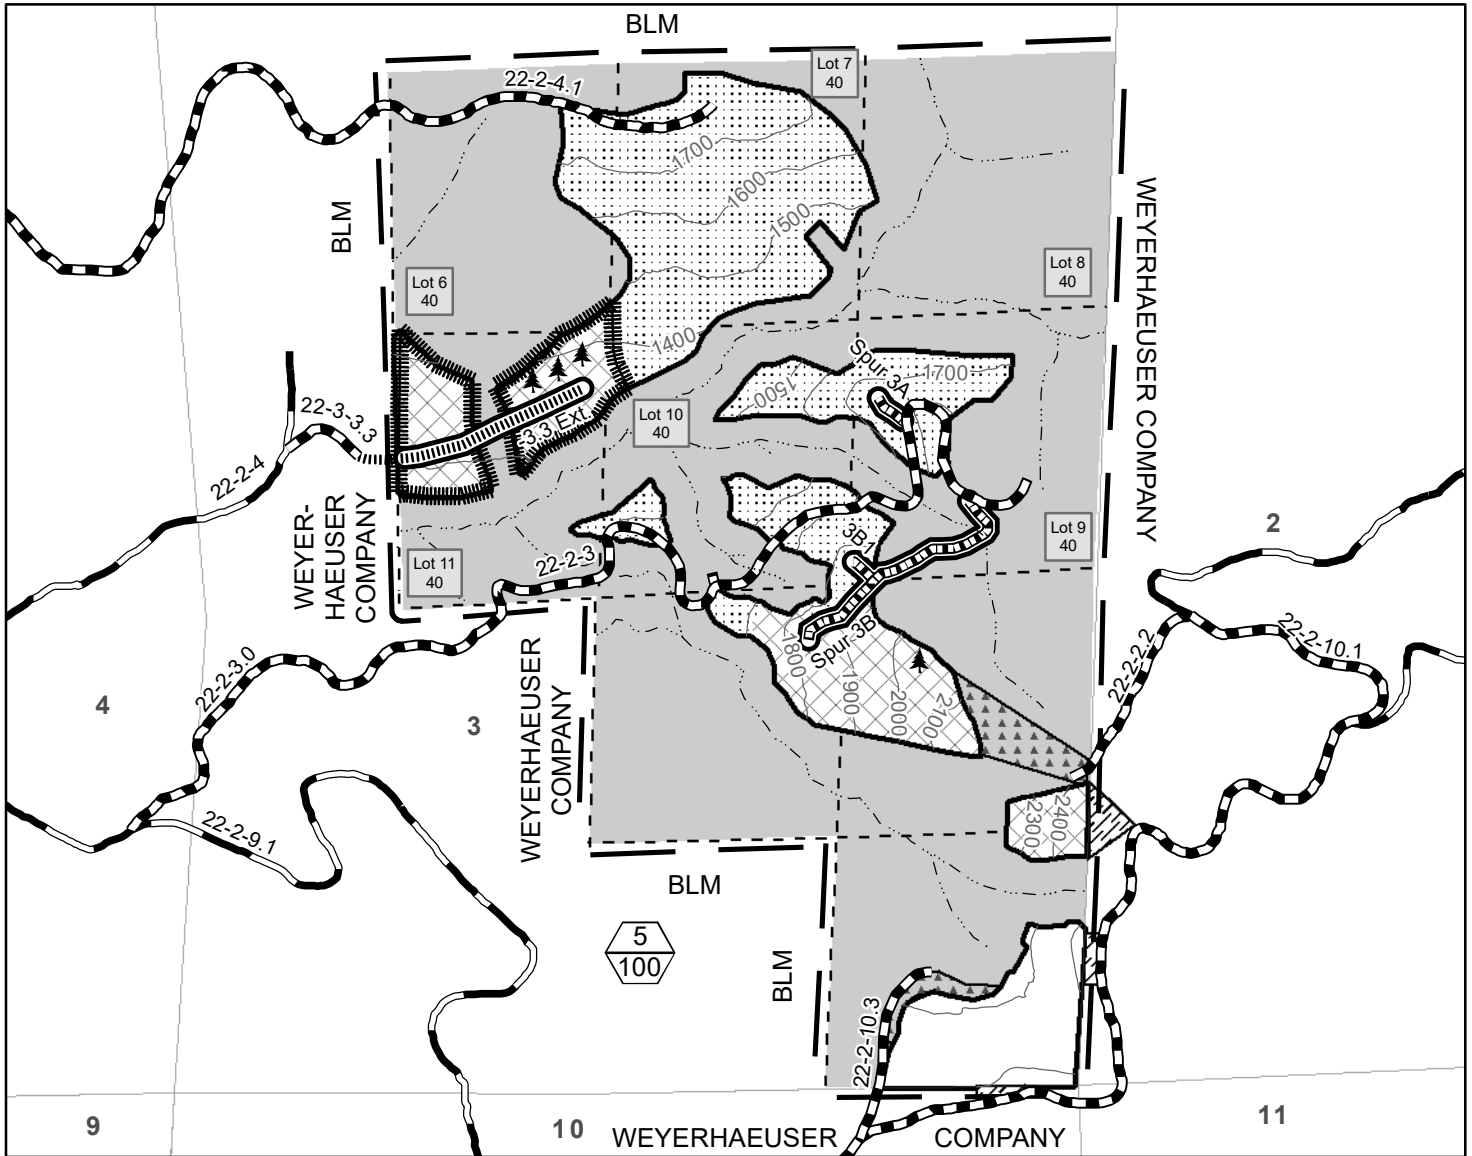 BLM
Lot 7
40
22-2-4.1
1700
1600
1500
BLM
WEYERHAEUSER COMPANY
Lot 6
40
Lot 8
40
1400
Spur 3A
1700
1500
22-3-3.3
-3.3 Ext.
Lot 10
40
22-2-4
WEYER-
HAEUSER
COMPANY
2
Lot 9
40
3B1
22-2-3
Lot 11
40
Spur 3B
1800
1900
2000
2100
22-2-2.2
22-2-10.1
22-2-3.0
4
3
WEYERHAEUSER
COMPANY
22-2-9.1
2300
2400
BLM
5
100
BLM
22-2-10.3
9
10
WEYERHAEUSER COMPANY
11